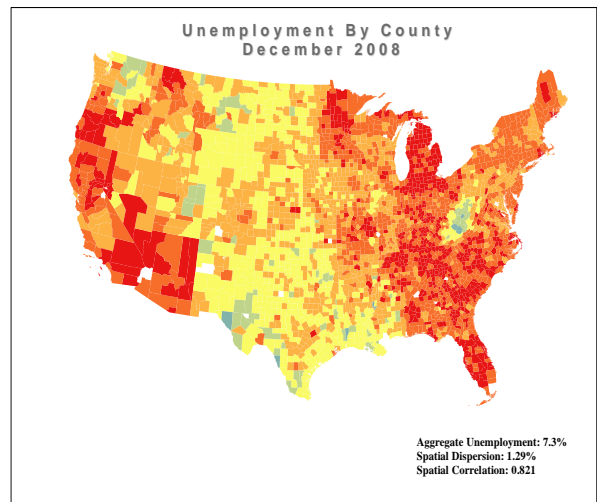 Unemployment By County
December 2008
Aggregate Unemployment: 7.3%
Spatial Dispersion: 1.29%
Spatial Correlation: 0.821